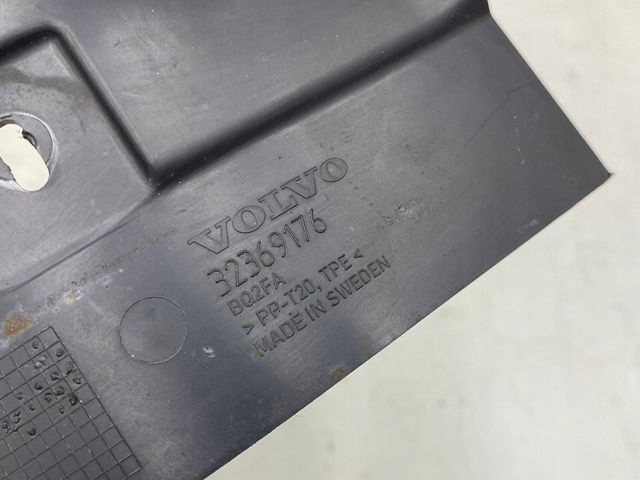 VOLVO
32369176
BQ2FA
>PP-T20, TPE<
MADE IN SWEDEN